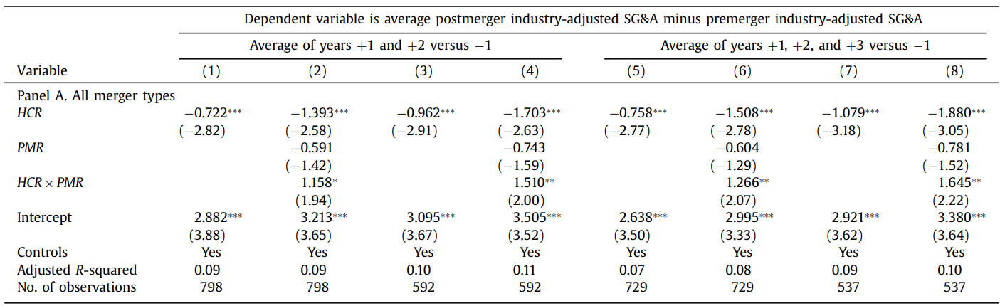 Dependent variable is average postmerger industry-adjusted SG&A minus premerger industry-adjusted SG&A
Average of years +1 and +2 versus −1 Average of years +1, +2, and +3 versus −1
Variable (1) (2) (3) (4) (5) (6) (7) (8)
Panel A. All merger types
HCR −0.722*** −1.393*** −0.962*** −1.703*** −0.758*** −1.508*** −1.079*** −1.880***
(−2.82) (−2.58) (−2.91) (−2.63) (−2.77) (−2.78) (−3.18) (−3.05)
PMR −0.591 −0.743 −0.604 −0.781
(−1.42) (−1.59) (−1.29) (−1.52)
HCR × PMR 1.158* 1.510** 1.266** 1.645**
(1.94) (2.00) (2.07) (2.22)
Intercept 2.882*** 3.213*** 3.095*** 3.505*** 2.638*** 2.995*** 2.921*** 3.380***
(3.88) (3.65) (3.67) (3.52) (3.50) (3.33) (3.62) (3.64)
Controls Yes Yes Yes Yes Yes Yes Yes Yes
Adjusted R-squared 0.09 0.09 0.10 0.11 0.07 0.08 0.09 0.10
No. of observations 798 798 592 592 729 729 537 537